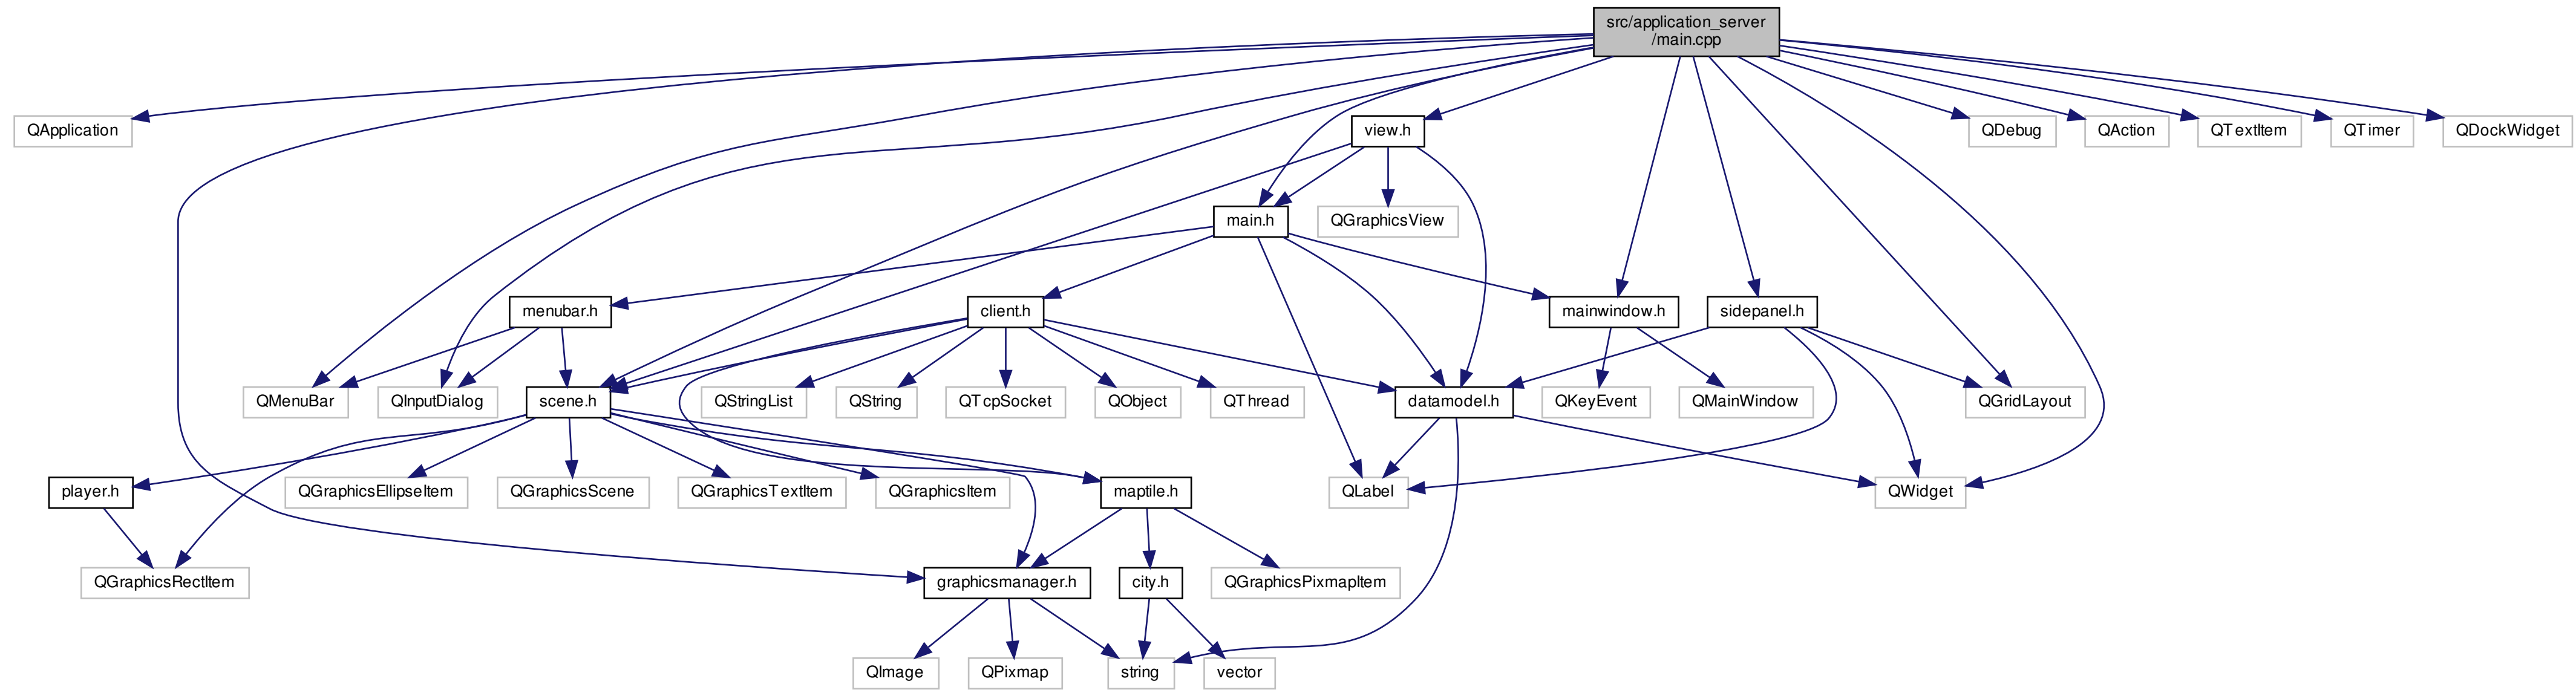 src/application_server
/main.cpp
QApplication
view.h
QDebug
QAction
QTextItem
QTimer
QDockWidget
main.h
QGraphicsView
menubar.h
client.h
mainwindow.h
sidepanel.h
QMenuBar
QInputDialog
scene.h
QStringList
QString
QTcpSocket
QObject
QThread
datamodel.h
QKeyEvent
QMainWindow
QGridLayout
player.h
QGraphicsEllipseItem
QGraphicsScene
QGraphicsTextItem
QGraphicsItem
maptile.h
QLabel
QWidget
QGraphicsRectItem
graphicsmanager.h
city.h
QGraphicsPixmapItem
QImage
QPixmap
string
vector